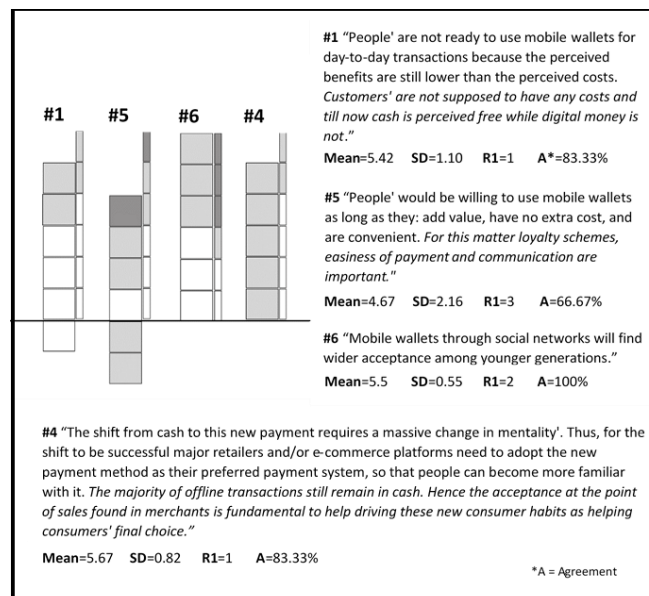 #1 “People' are not ready to use mobile wallets for
day-to-day transactions because the perceived
benefits are still lower than the perceived costs.
Customers' are not supposed to have any costs and
till now cash is perceived free while digital money is
not.”
Mean=5.42 SD=1.10 R1=1 A*=83.33%
#1 #5 #6 #4
#5 “People' would be willing to use mobile wallets
as long as they: add value, have no extra cost, and
are convenient. For this matter loyalty schemes,
easiness of payment and communication are
important."
Mean=4.67 SD=2.16 R1=3 A=66.67%
#6 “Mobile wallets through social networks will find
wider acceptance among younger generations.”
Mean=5.5 SD=0.55 R1=2 A=100%
#4 “The shift from cash to this new payment requires a massive change in mentality'. Thus, for the
shift to be successful major retailers and/or e-commerce platforms need to adopt the new
payment method as their preferred payment system, so that people can become more familiar
with it. The majority of offline transactions still remain in cash. Hence the acceptance at the point
of sales found in merchants is fundamental to help driving these new consumer habits as helping
consumers' final choice.”
Mean=5.67 SD=0.82 R1=1 A=83.33%
*A = Agreement